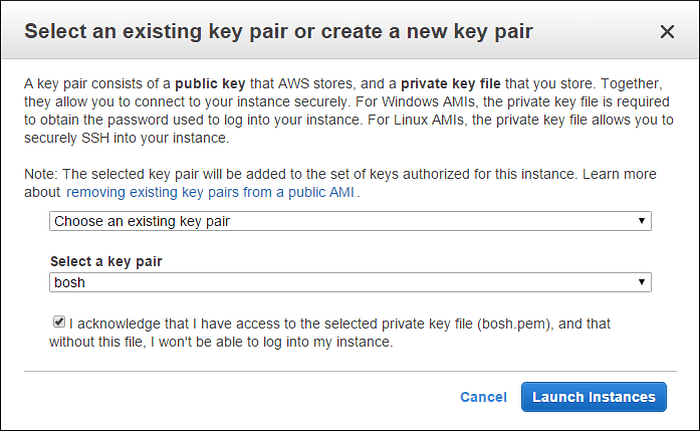 Select an existing key pair or create a new key pair
A key pair consists of a public key that AWS stores, and a private key file that you store. Together,
they allow you to connect to your instance securely. For Windows AMIs, the private key file is required
to obtain the password used to log into your instance. For Linux AMIs, the private key file allows you to
securely SSH into your instance.
Note: The selected key pair will be added to the set of keys authorized for this instance. Learn more
about removing existing key pairs from a public AMI.
Choose an existing key pair
Select a key pair
bosh
I acknowledge that I have access to the selected private key file (bosh.pem), and that
without this file, I won't be able to log into my instance.
Cancel Launch Instances